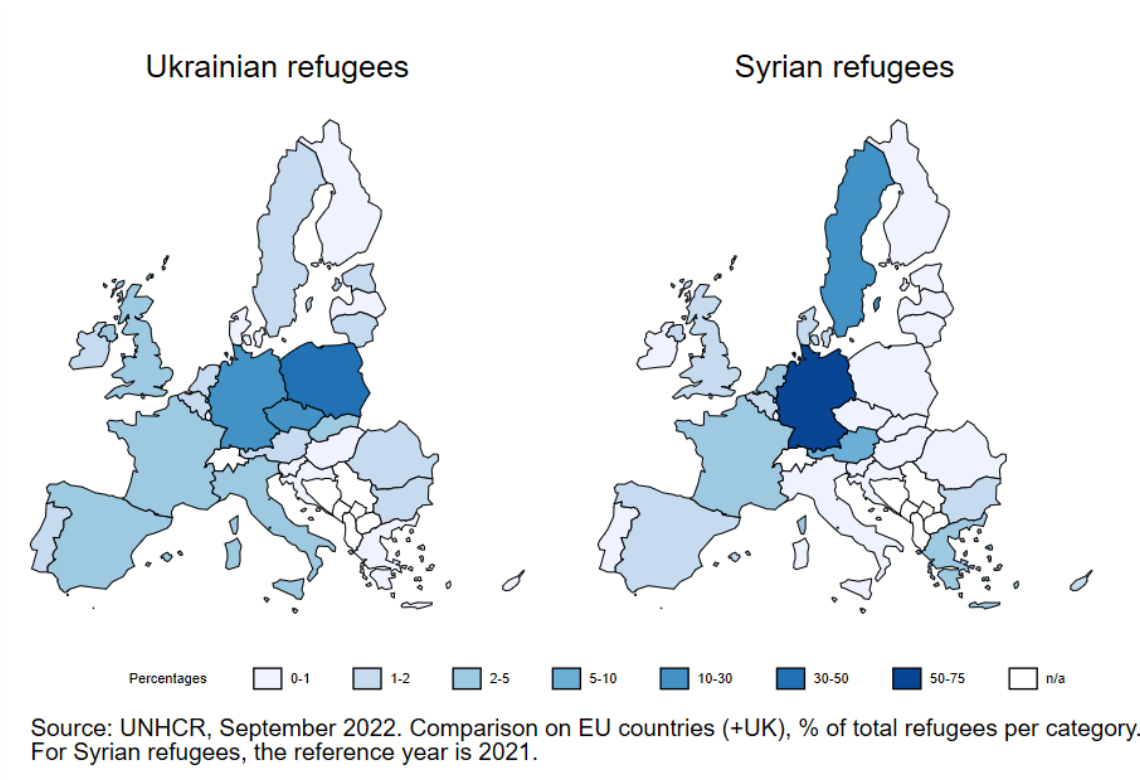 Ukrainian refugees
Syrian refugees
Percentages 0-1 1-2 2-5 5-10 10-30 30-50 50-75 n/a
Source: UNHCR, September 2022. Comparison on EU countries (+UK), % of total refugees per category.
For Syrian refugees, the reference year is 2021.